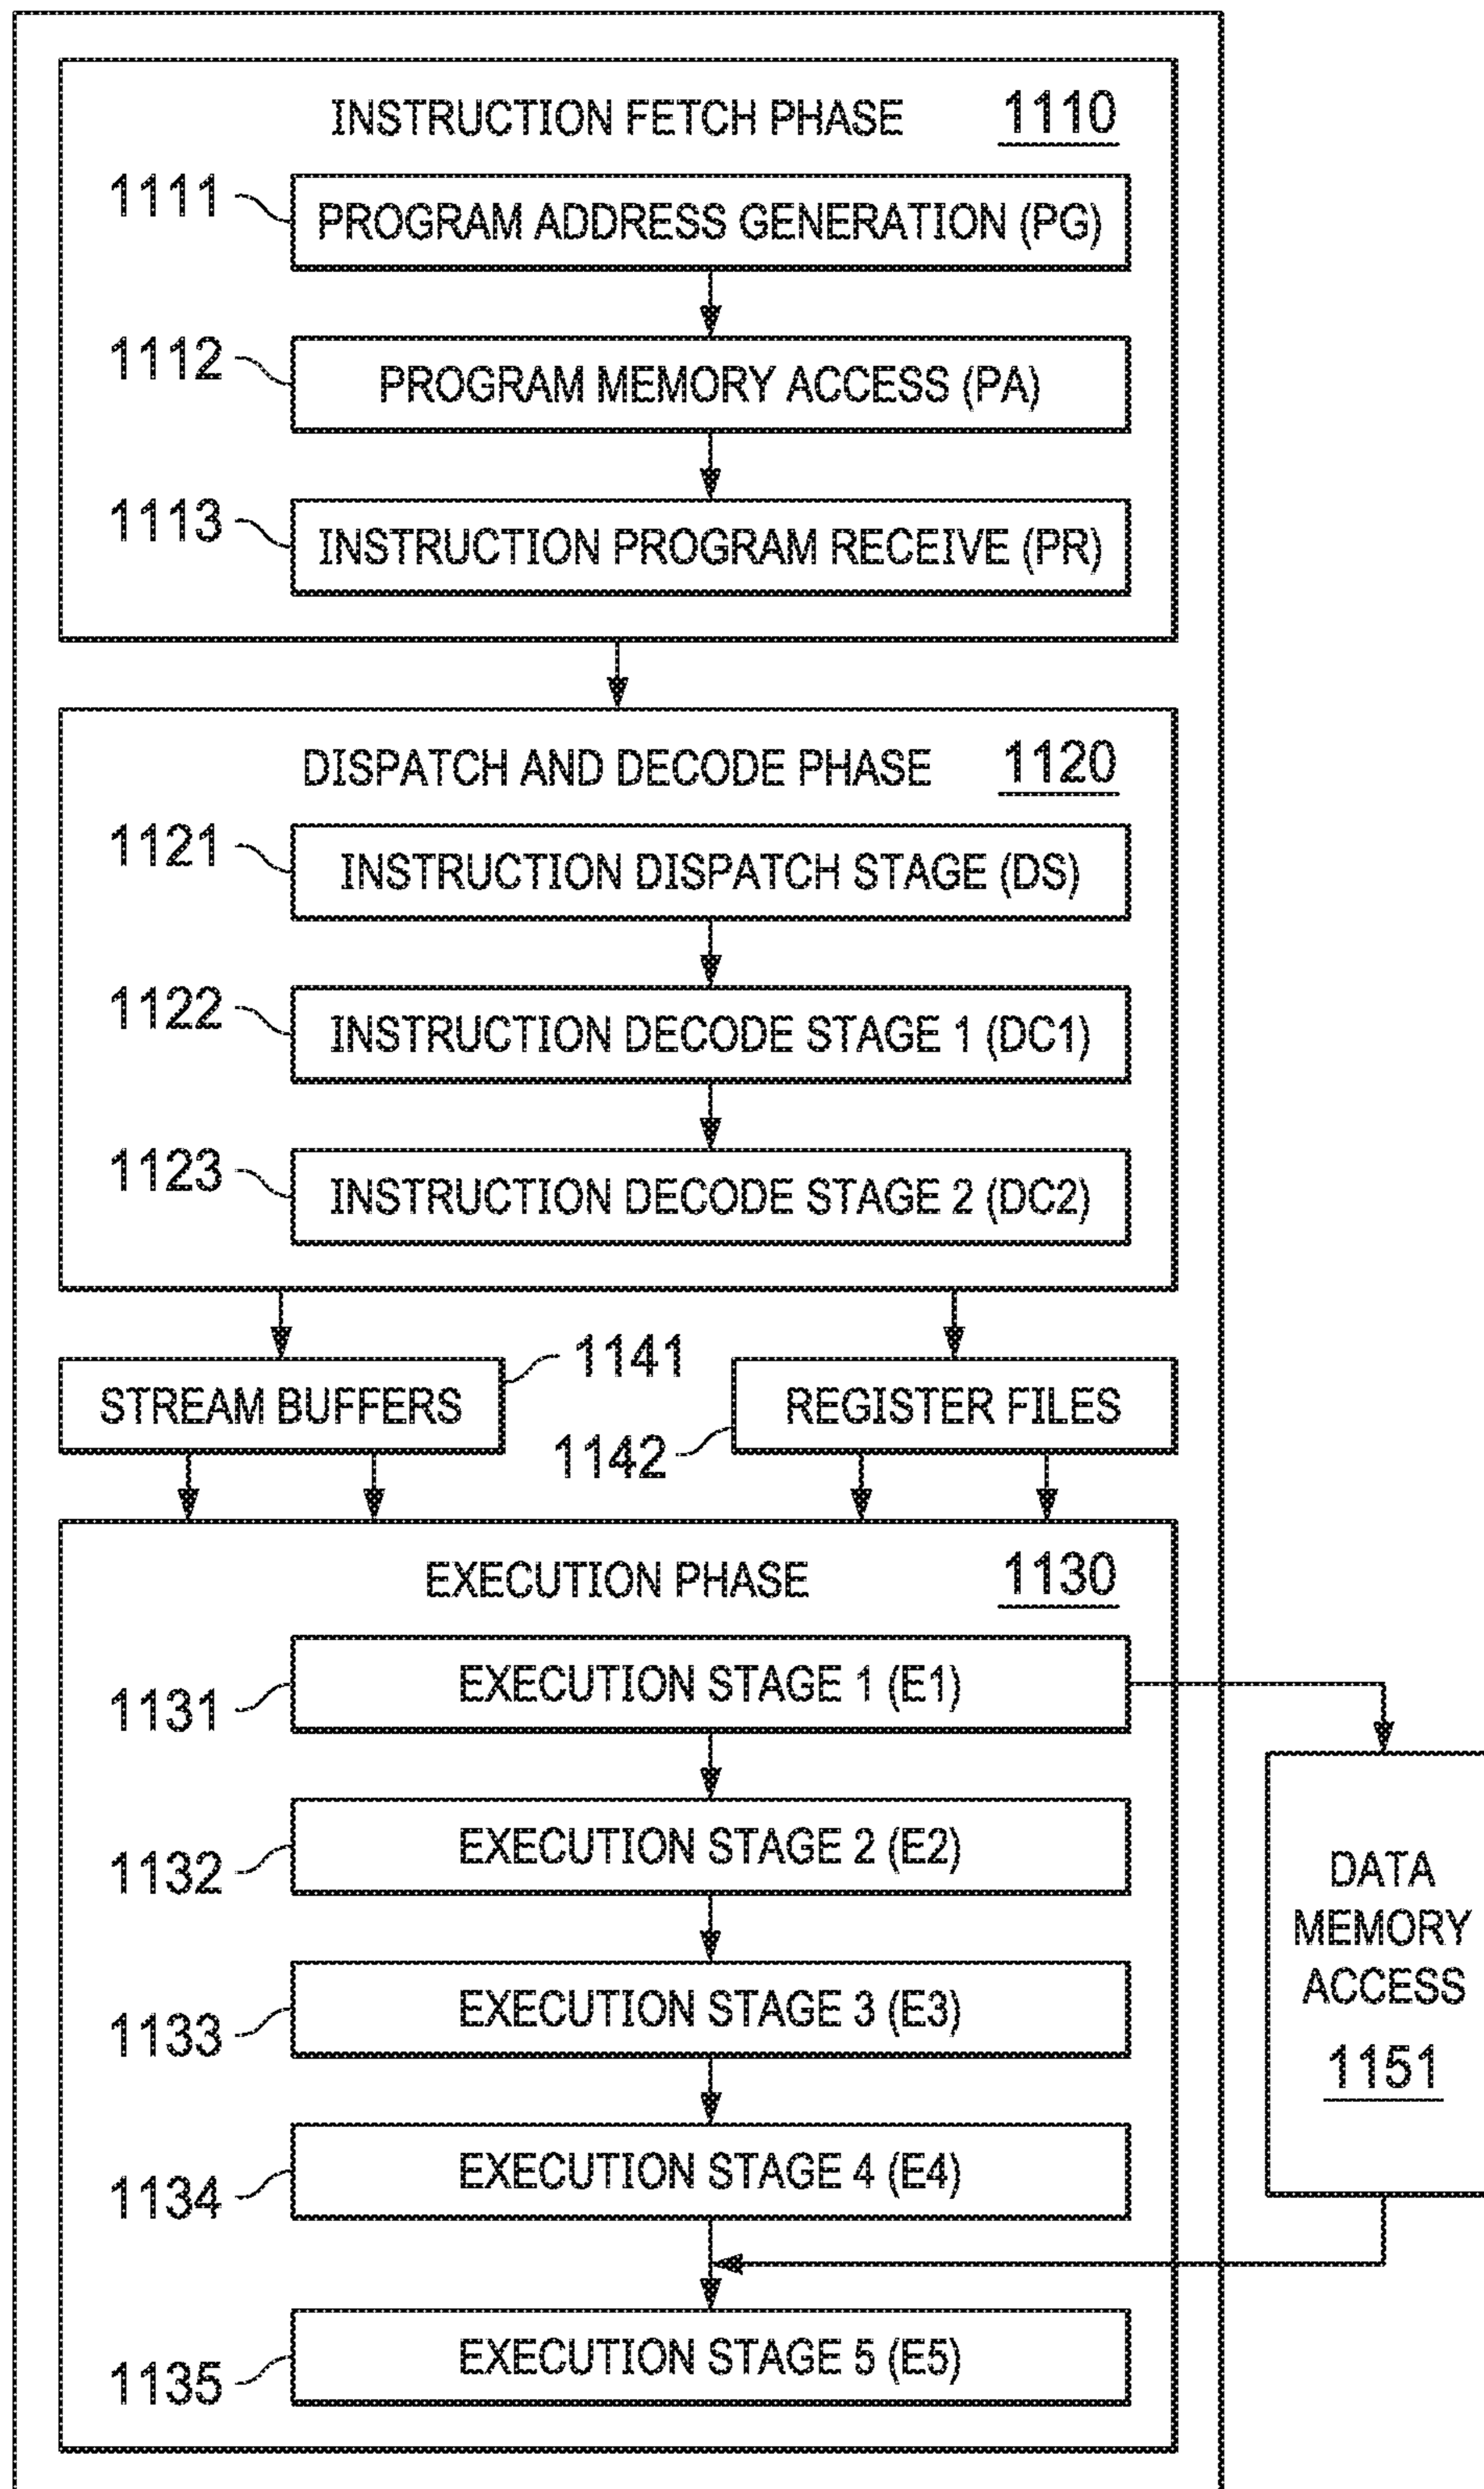 INSTRUCTION FETCH PHASE 1110
1111 PROGRAM ADDRESS GENERATION (PG)
1112 PROGRAM MEMORY ACCESS (PA)
1113 INSTRUCTION PROGRAM RECEIVE (PR)
DISPATCH AND DECODE PHASE 1120
1121 INSTRUCTION DISPATCH STAGE (DS)
1122 INSTRUCTION DECODE STAGE 1 (DC1)
1123 INSTRUCTION DECODE STAGE 2 (DC2)
STREAM BUFFERS 1141
1142 REGISTER FILES
EXECUTION PHASE 1130
1131 EXECUTION STAGE 1 (E1)
1132 EXECUTION STAGE 2 (E2)
1133 EXECUTION STAGE 3 (E3)
1134 EXECUTION STAGE 4 (E4)
1135 EXECUTION STAGE 5 (E5)
DATA
MEMORY
ACCESS
1151